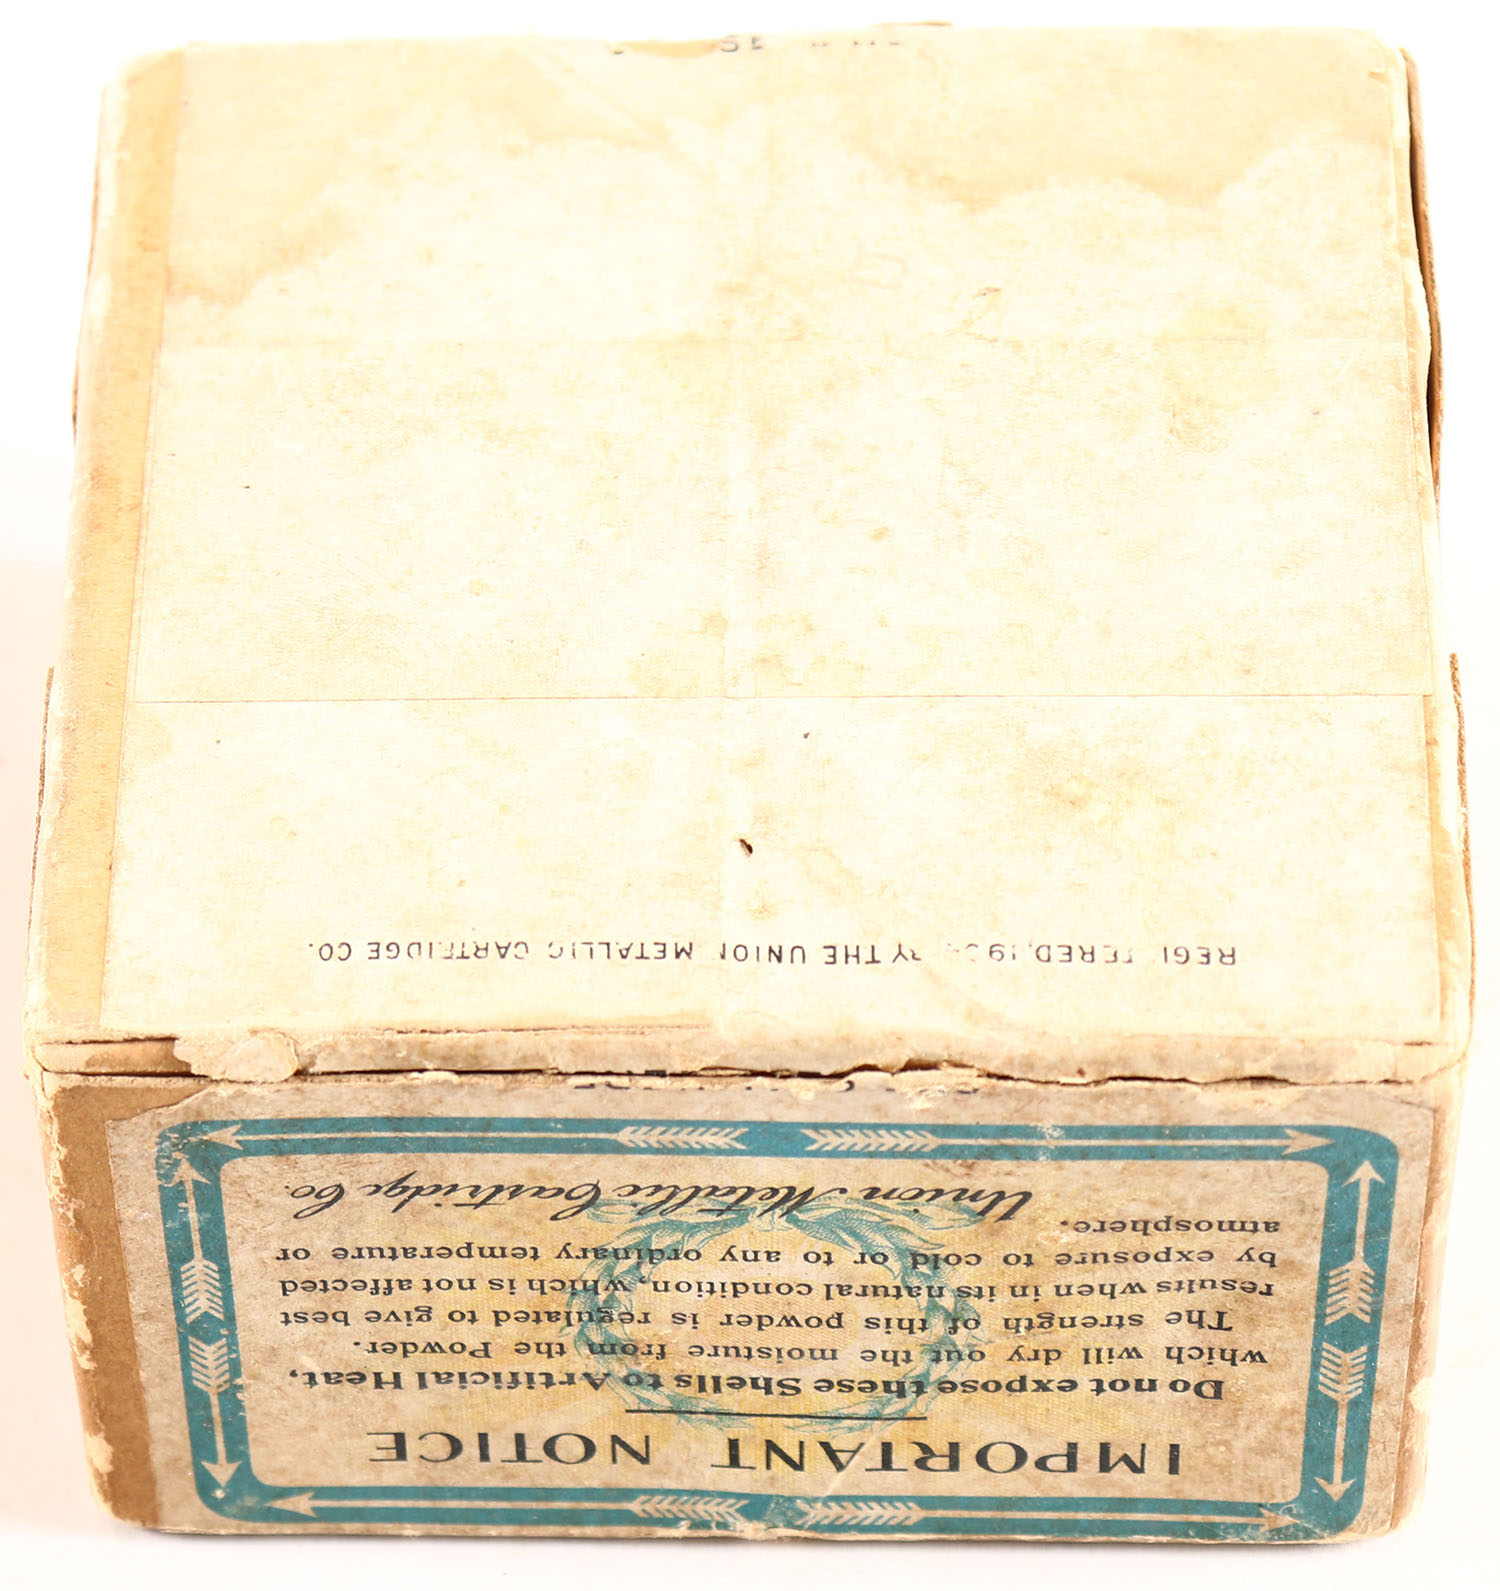 IMPORTANT NOTICE
Do not expose these Shells to Artificial Heat,
which will dry out the moisture from the Powder.
The strength of this powder is regulated to give best
results when in its natural condition, which is not affected
by exposure to cold or to any ordinary temperature or
atmosphere.
Union Metallic Cartridge Co.
BY THE UNION METALLIC CARTRIDGE CO.